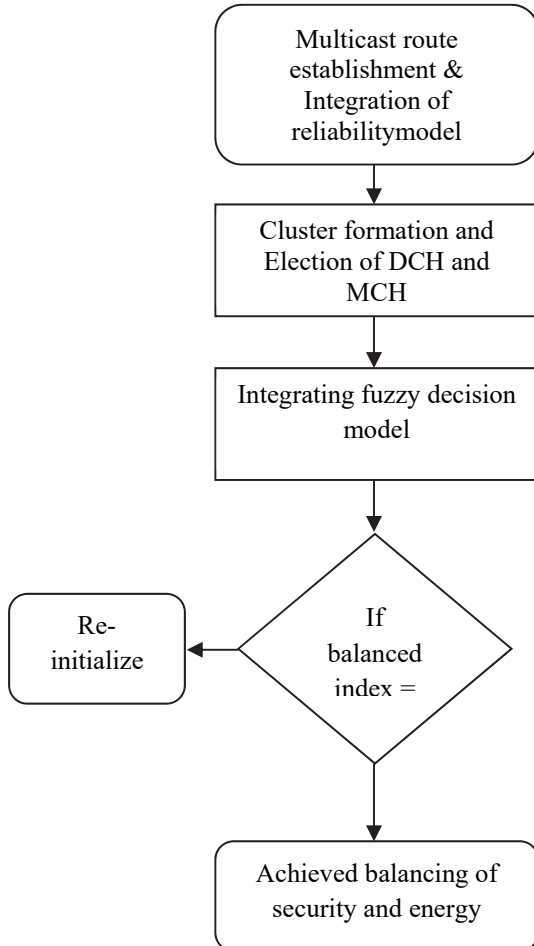 Multicast route
establishment &
Integration of
reliabilitymodel
Cluster formation and
Election of DCH and
MCH
Integrating fuzzy decision
model
If
balanced
index =
Re-
initialize
Achieved balancing of
security and energy